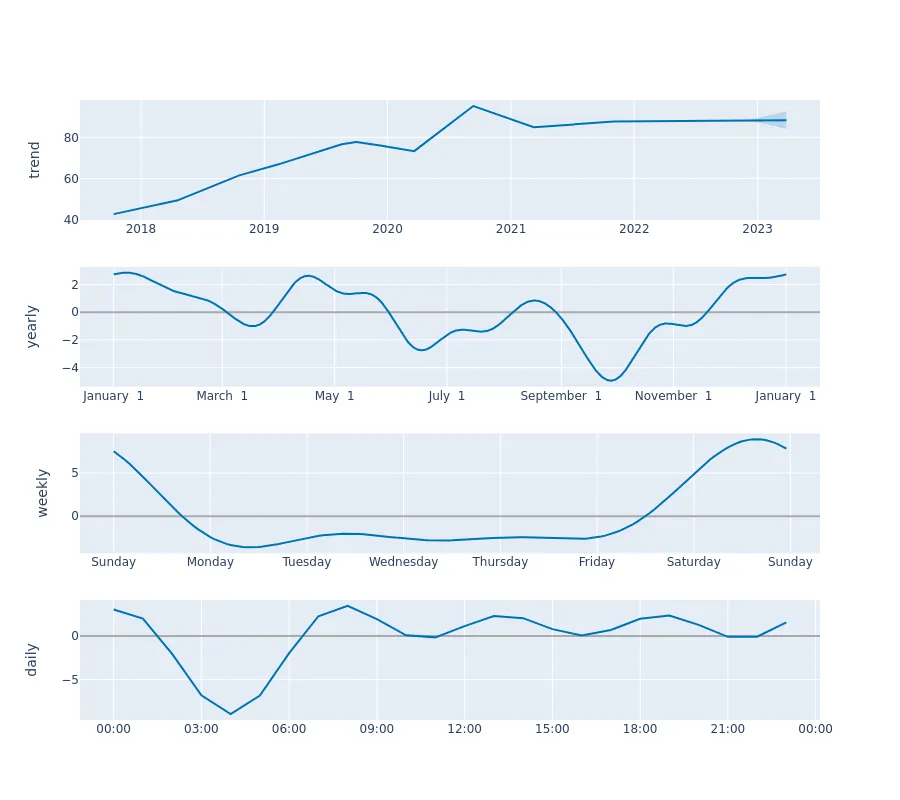 trend
80
60
40
2018 2019 2020 2021 2022 2023
yearly
2
0
−2
−4
January 1 March 1 May 1 July 1 September 1 November 1 January 1
weekly
5
0
Sunday Monday Tuesday Wednesday Thursday Friday Saturday Sunday
daily
0
−5
00:00 03:00 06:00 09:00 12:00 15:00 18:00 21:00 00:00